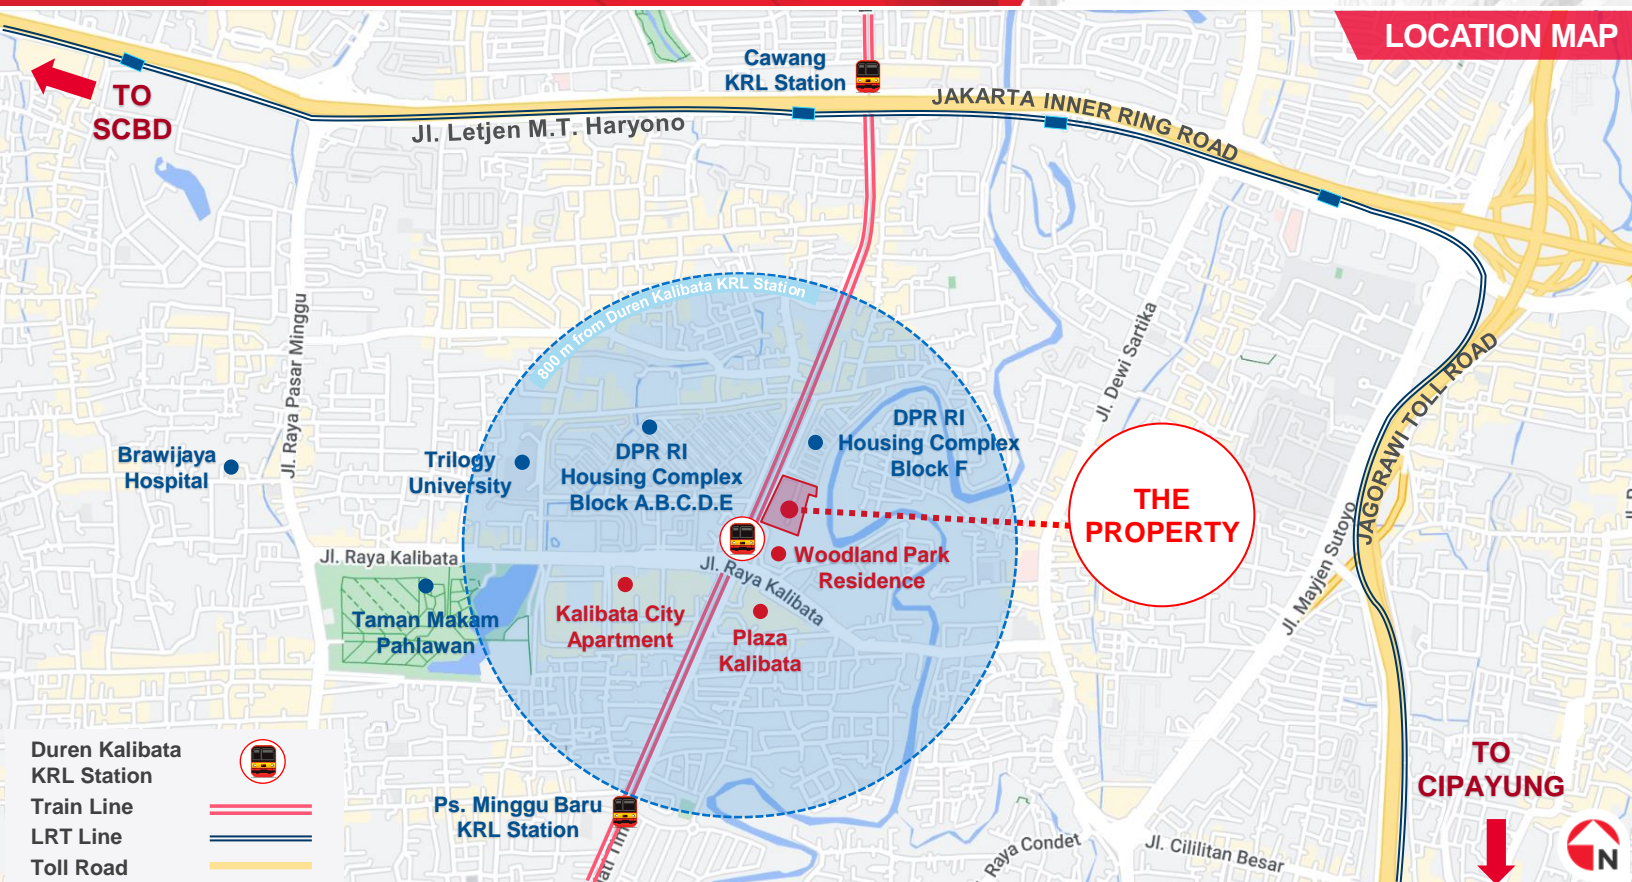 LOCATION MAP
Cawang
KRL Station
TO
SCBD
JAKARTA INNER RING ROAD
Jl. Letjen M.T. Haryono
800 m from Duren Kalibata KRL Station
Jl. Raya Pasar Minggu
Jl. Dewi Sartika
JAGORAWI TOLL ROAD
DPR RI
Housing Complex
Block F
DPR RI
Housing Complex
Block A.B.C.D.E
Brawijaya
Hospital
Trilogy
University
THE
PROPERTY
Jl. Raya Kalibata
Woodland Park
Residence
Jl. Raya Kalibata
Jl. Mayjen Sutoyo
Taman Makam
Pahlawan
Kalibata City
Apartment
Plaza
Kalibata
Duren Kalibata
KRL Station
Train Line
LRT Line
Toll Road
Ps. Minggu Baru
KRL Station
TO
CIPAYUNG
Raya Condet
Jl. Cililitan Besar
N